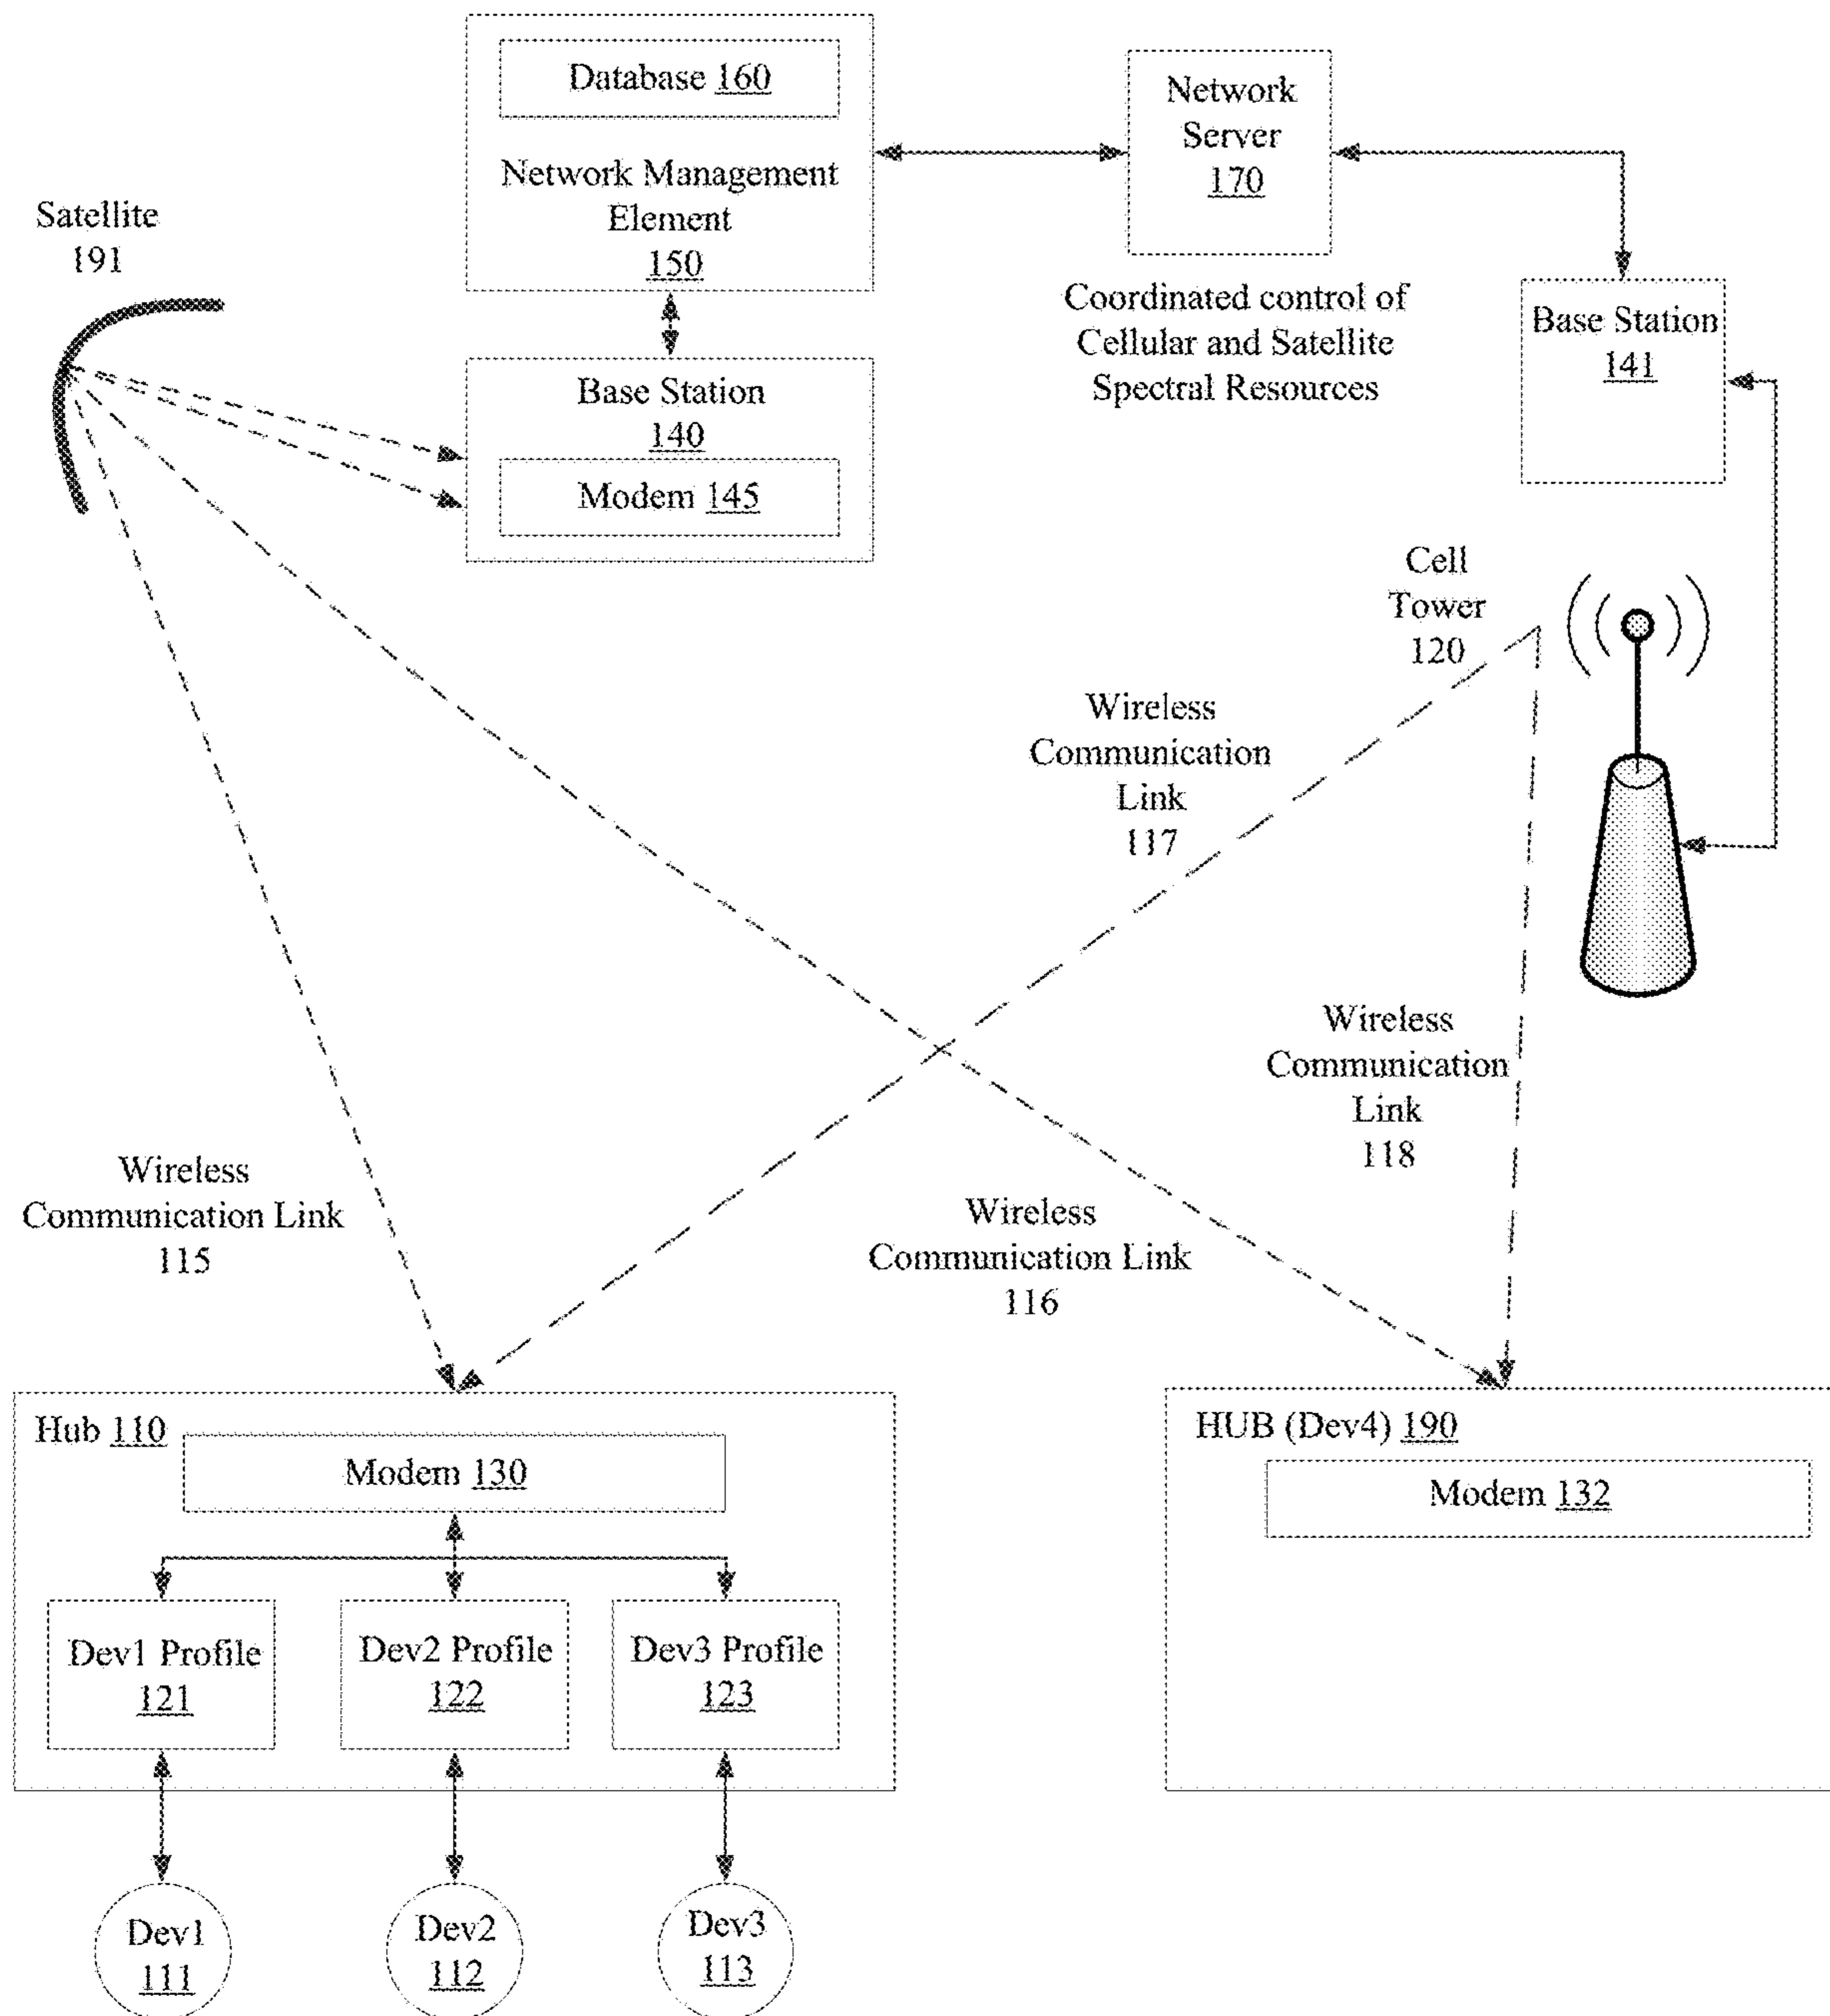 Database 160
Network Management
Element
150
Network
Server
170
Satellite
191
Coordinated control of
Cellular and Satellite
Spectral Resources
Base Station
141
Base Station
140
Modem 145
Cell
Tower
120
Wireless
Communication
Link
117
Wireless
Communication
Link
118
Wireless
Communication Link
115
Wireless
Communication Link
116
Hub 110
Modem 130
HUB (Dev4) 190
Modem 132
Dev1 Profile
121
Dev2 Profile
122
Dev3 Profile
123
Dev1
111
Dev2
112
Dev3
113